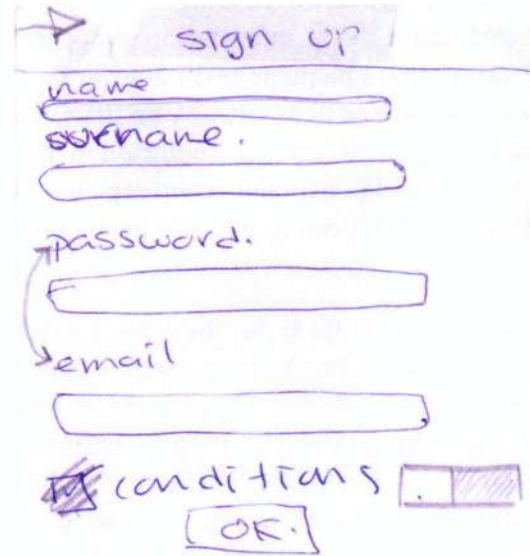 sign up
name
surname.
password.
email
conditions
OK.